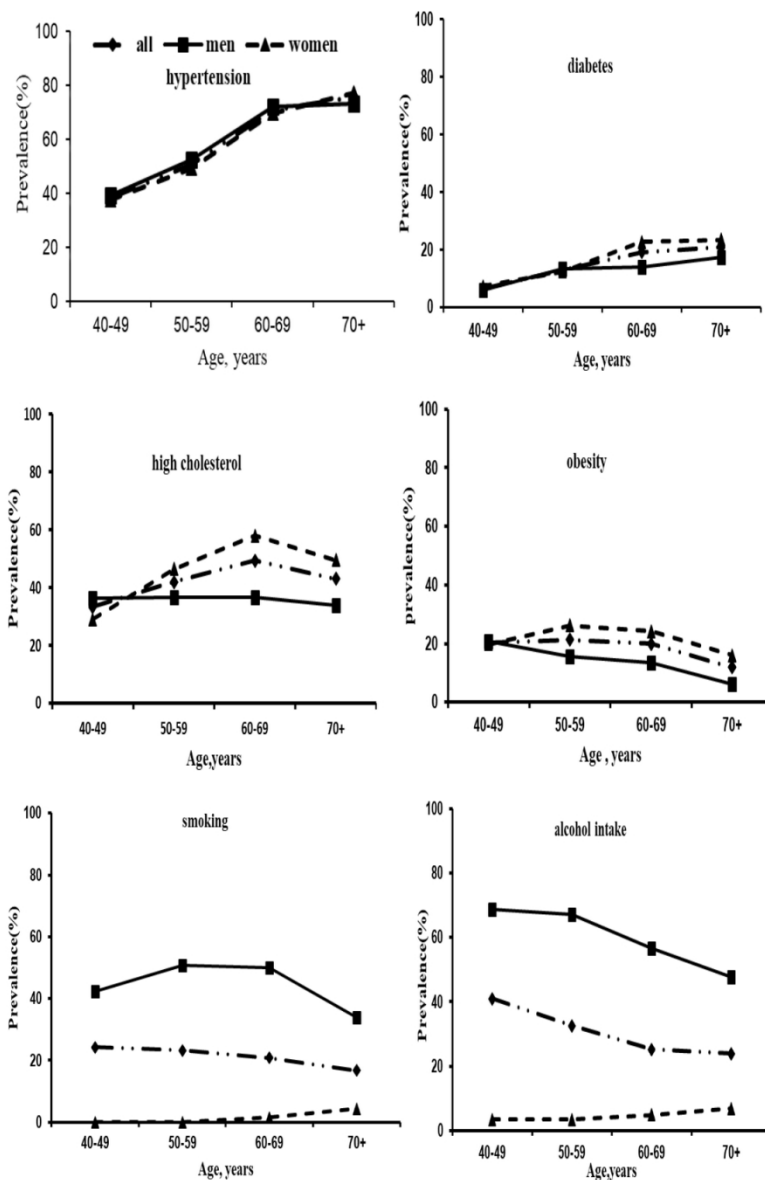 all men women
hypertension
Prevalence(%)
100
80
60
40
20
0
40-49 50-59 60-69 70+
Age, years
diabetes
Prevalence(%)
100
80
60
40
20
0
40-49 50-59 60-69 70+
Age, years
high cholesterol
Prevalence(%)
100
80
60
40
20
0
40-49 50-59 60-69 70+
Age,years
obesity
prevalence(%)
100
80
60
40
20
0
40-49 50-59 60-69 70+
Age , years
smoking
Prevalence(%)
100
80
60
40
20
0
40-49 50-59 60-69 70+
Age, years
alcohol intake
Prevalence(%)
100
80
60
40
20
0
40-49 50-59 60-69 70+
Age,years